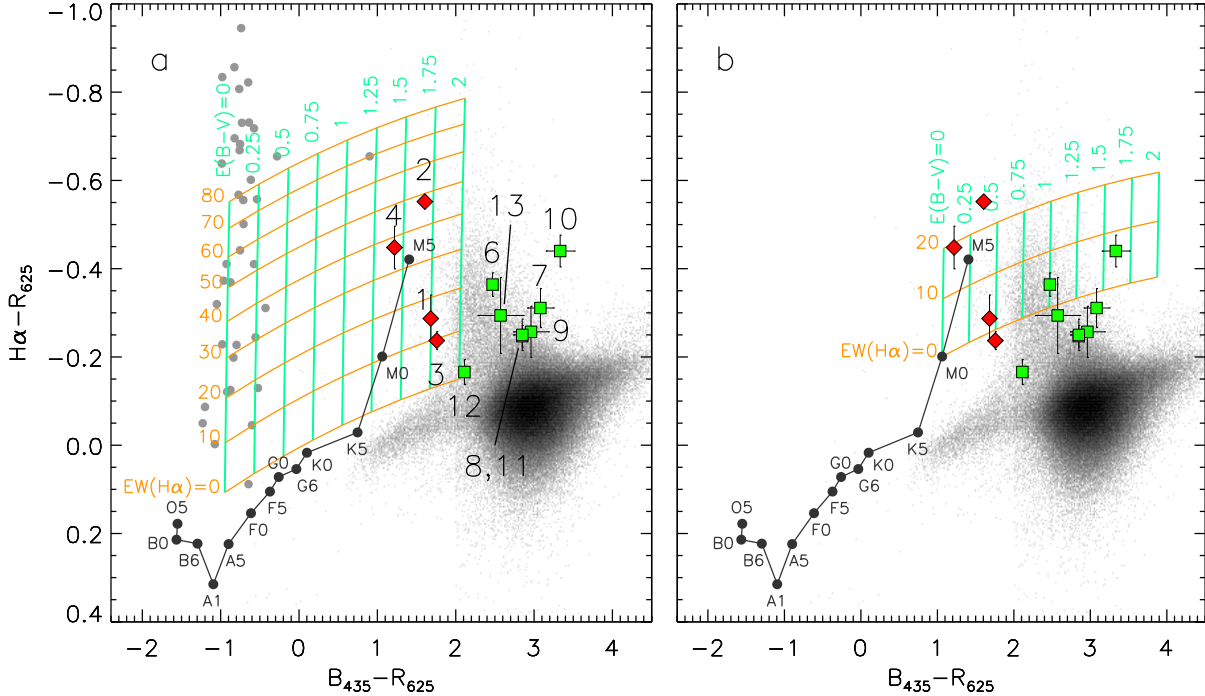 a
E(B−V)=0
0.25
0.5
0.75
1
1.25
1.5
1.75
2
80
70
60
50
40
30
20
10
EW(Hα)=0
2
4
1
3
6
13
10
7
9
12
8,11
M5
M0
K5
K0
G6
G0
F5
F0
A5
A1
B6
B0
O5
−1.0
−0.8
−0.6
−0.4
−0.2
0.0
0.2
0.4
Hα−R625
−2
−1
0
1
2
3
4
B435−R625
b
E(B−V)=0
0.25
0.5
0.75
1
1.25
1.5
1.75
2
20
10
EW(Hα)=0
M5
M0
K5
K0
G6
G0
F5
F0
A5
A1
B6
B0
O5
−2
−1
0
1
2
3
4
B435−R625